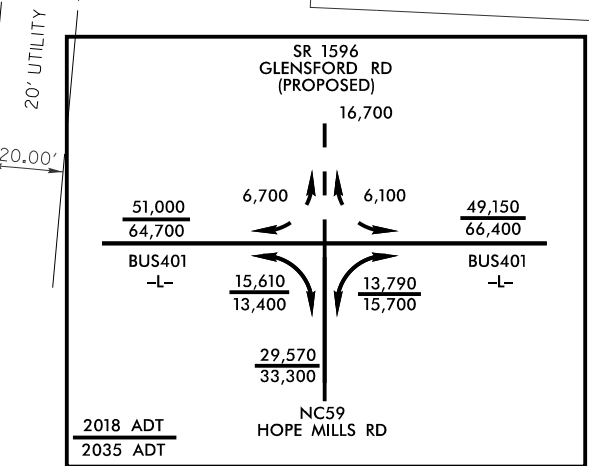 20' UTILITY
20.00'
SR 1596
GLENSFORD RD
(PROPOSED)
16,700
6,700
6,100
51,000
64,700
49,150
66,400
BUS401
-L-
BUS401
-L-
15,610
13,400
13,790
15,700
29,570
33,300
NC59
HOPE MILLS RD
2018 ADT
2035 ADT